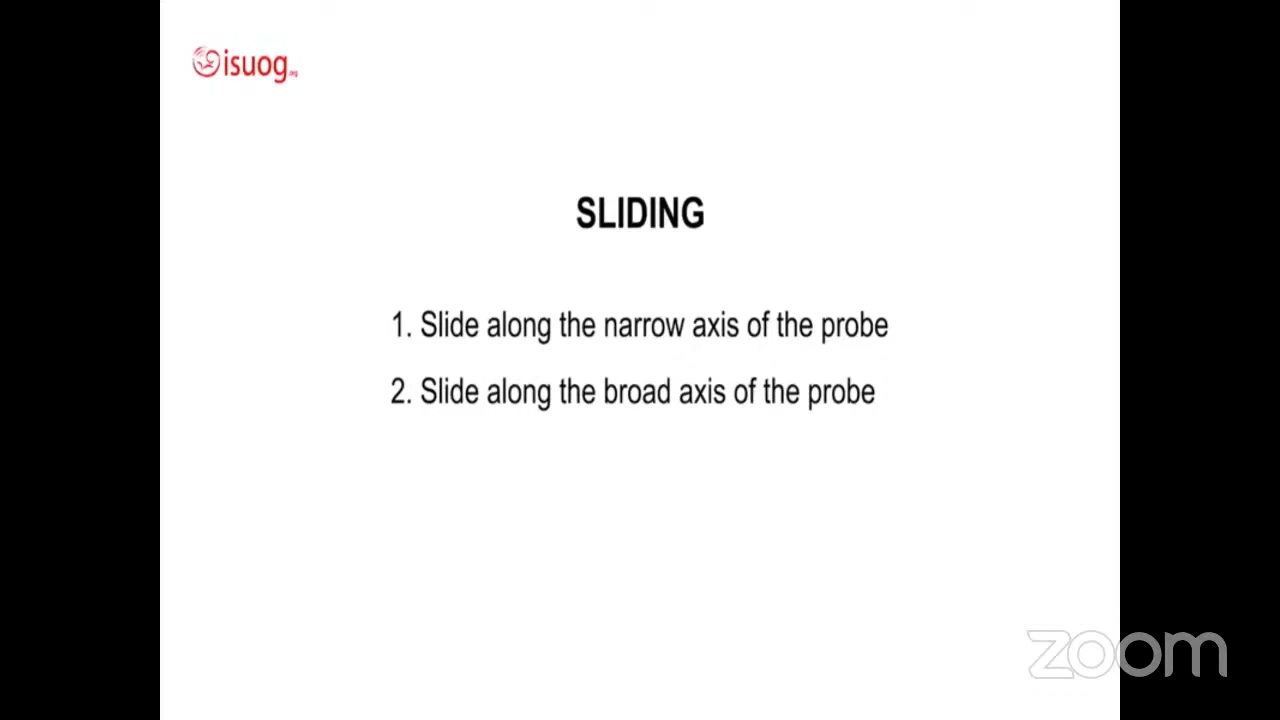 isuog.org
SLIDING
1. Slide along the narrow axis of the probe
2. Slide along the broad axis of the probe
zoom